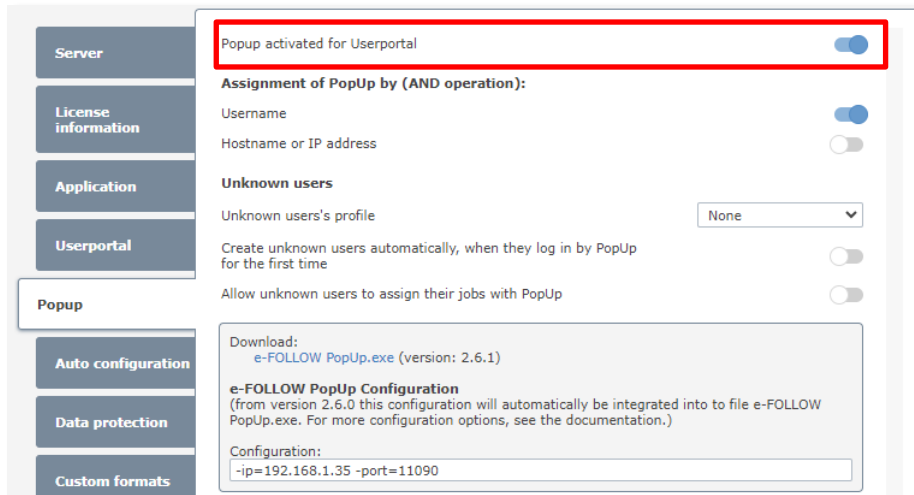 Server
License
information
Application
Userportal
Popup
Auto configuration
Data protection
Custom formats
Popup activated for Userportal
Assignment of PopUp by (AND operation):
Username
Hostname or IP address
Unknown users
Unknown users's profile
None
Create unknown users automatically, when they log in by PopUp
for the first time
Allow unknown users to assign their jobs with PopUp
Download:
e-FOLLOW PopUp.exe (version: 2.6.1)
e-FOLLOW PopUp Configuration
(from version 2.6.0 this configuration will automatically be integrated into to file e-FOLLOW
PopUp.exe. For more configuration options, see the documentation.)
Configuration:
-ip=192.168.1.35 -port=11090